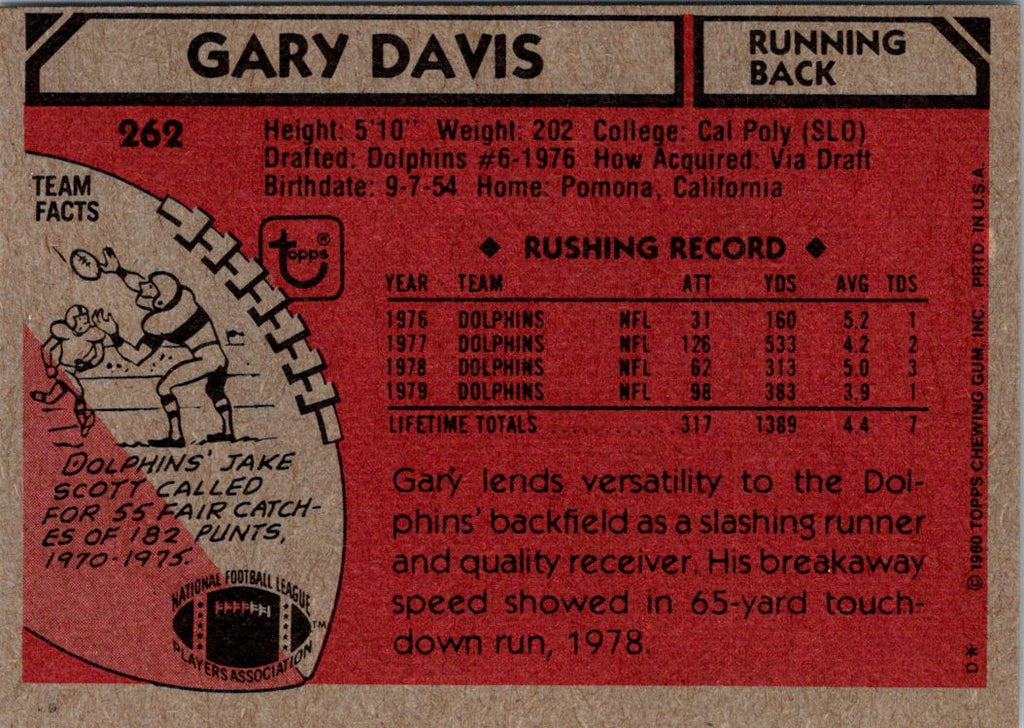 GARY DAVIS
RUNNING
BACK
262
Height: 5'10" Weight: 202 College: Cal Poly (SLO)
Drafted: Dolphins #6-1976 How Acquired: Via Draft
Birthdate: 9-7-54 Home: Pomona, California
TEAM
FACTS
topps®
◆ RUSHING RECORD ◆
YEAR TEAM ATT YDS AVG TDS
1976 DOLPHINS NFL 31 160 5.2 1
1977 DOLPHINS NFL 126 533 4.2 2
1978 DOLPHINS NFL 62 313 5.0 3
1979 DOLPHINS NFL 98 383 3.9 1
LIFETIME TOTALS .......... 317 1389 4.4 7
DOLPHINS' JAKE
SCOTT CALLED
FOR 55 FAIR CATCH-
ES OF 182 PUNTS,
1970-1975.
Gary lends versatility to the Dol-
phins' backfield as a slashing runner
and quality receiver. His breakaway
speed showed in 65-yard touch-
down run, 1978.
NATIONAL FOOTBALL LEAGUE
PLAYERS ASSOCIATION
TM
© 1980 TOPPS CHEWING GUM, INC. PRTD. IN U.S.A.
D*